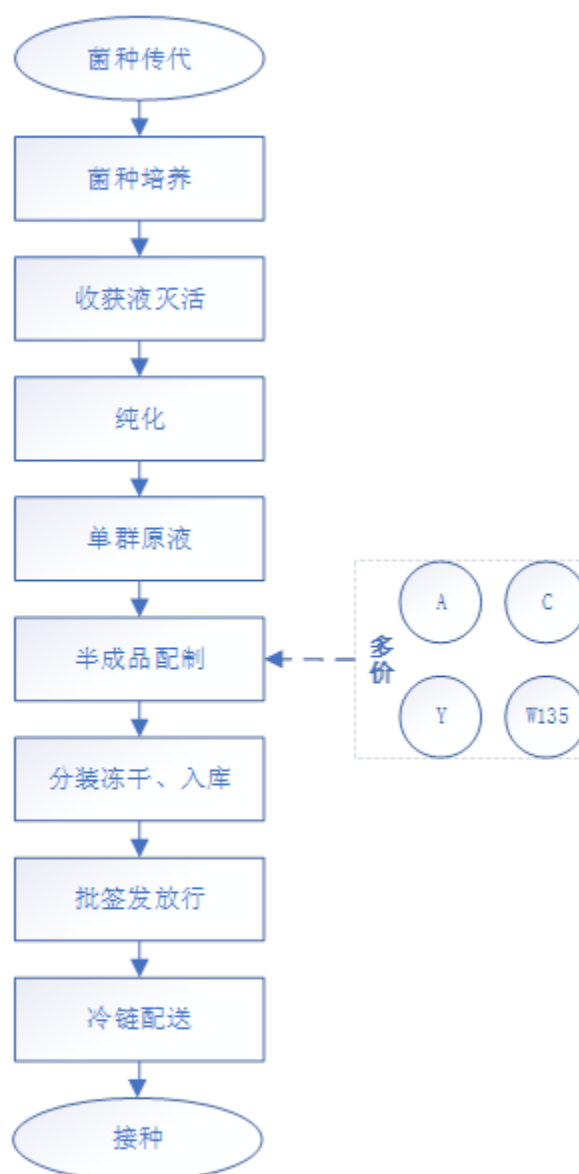 菌种传代
菌种培养
收获液灭活
纯化
单群原液
半成品配制
多价
A
C
Y
W135
分装冻干、入库
批签发放行
冷链配送
接种